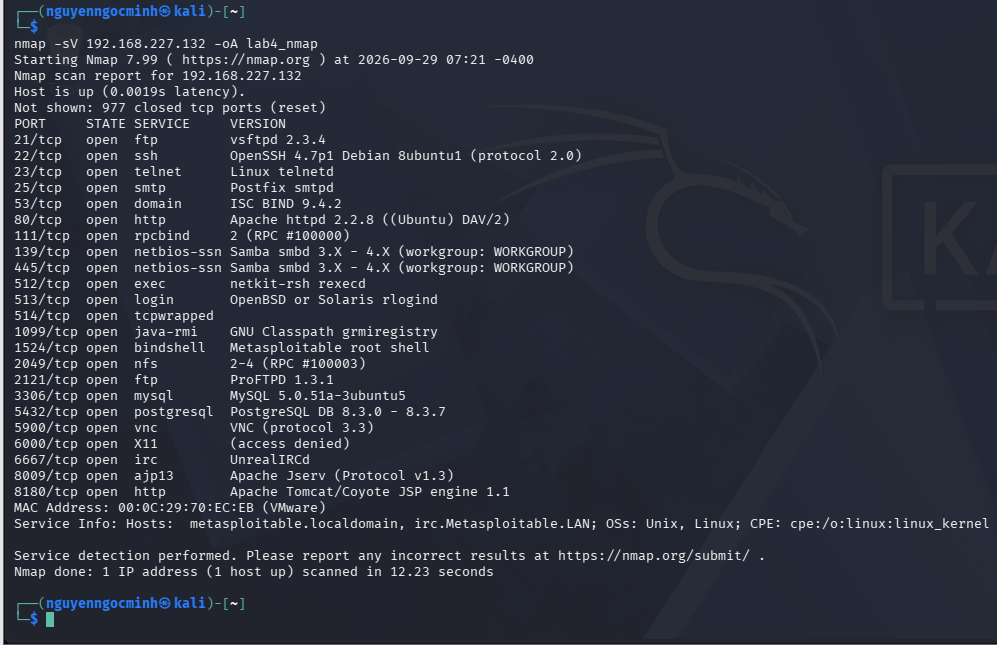 ┌──(nguyenngocminh㉿kali)-[~]
└─$
nmap -sV 192.168.227.132 -oA lab4_nmap
Starting Nmap 7.99 ( https://nmap.org ) at 2026-09-29 07:21 -0400
Nmap scan report for 192.168.227.132
Host is up (0.0019s latency).
Not shown: 977 closed tcp ports (reset)
PORT     STATE SERVICE     VERSION
21/tcp   open  ftp         vsftpd 2.3.4
22/tcp   open  ssh         OpenSSH 4.7p1 Debian 8ubuntu1 (protocol 2.0)
23/tcp   open  telnet      Linux telnetd
25/tcp   open  smtp        Postfix smtpd
53/tcp   open  domain      ISC BIND 9.4.2
80/tcp   open  http        Apache httpd 2.2.8 ((Ubuntu) DAV/2)
111/tcp  open  rpcbind     2 (RPC #100000)
139/tcp  open  netbios-ssn Samba smbd 3.X - 4.X (workgroup: WORKGROUP)
445/tcp  open  netbios-ssn Samba smbd 3.X - 4.X (workgroup: WORKGROUP)
512/tcp  open  exec        netkit-rsh rexecd
513/tcp  open  login       OpenBSD or Solaris rlogind
514/tcp  open  tcpwrapped
1099/tcp open  java-rmi    GNU Classpath grmiregistry
1524/tcp open  bindshell   Metasploitable root shell
2049/tcp open  nfs         2-4 (RPC #100003)
2121/tcp open  ftp         ProFTPD 1.3.1
3306/tcp open  mysql       MySQL 5.0.51a-3ubuntu5
5432/tcp open  postgresql  PostgreSQL DB 8.3.0 - 8.3.7
5900/tcp open  vnc         VNC (protocol 3.3)
6000/tcp open  X11         (access denied)
6667/tcp open  irc         UnrealIRCd
8009/tcp open  ajp13       Apache Jserv (Protocol v1.3)
8180/tcp open  http        Apache Tomcat/Coyote JSP engine 1.1
MAC Address: 00:0C:29:70:EC:EB (VMware)
Service Info: Hosts:  metasploitable.localdomain, irc.Metasploitable.LAN; OSs: Unix, Linux; CPE: cpe:/o:linux:linux_kernel
Service detection performed. Please report any incorrect results at https://nmap.org/submit/ .
Nmap done: 1 IP address (1 host up) scanned in 12.23 seconds
┌──(nguyenngocminh㉿kali)-[~]
└─$
KA